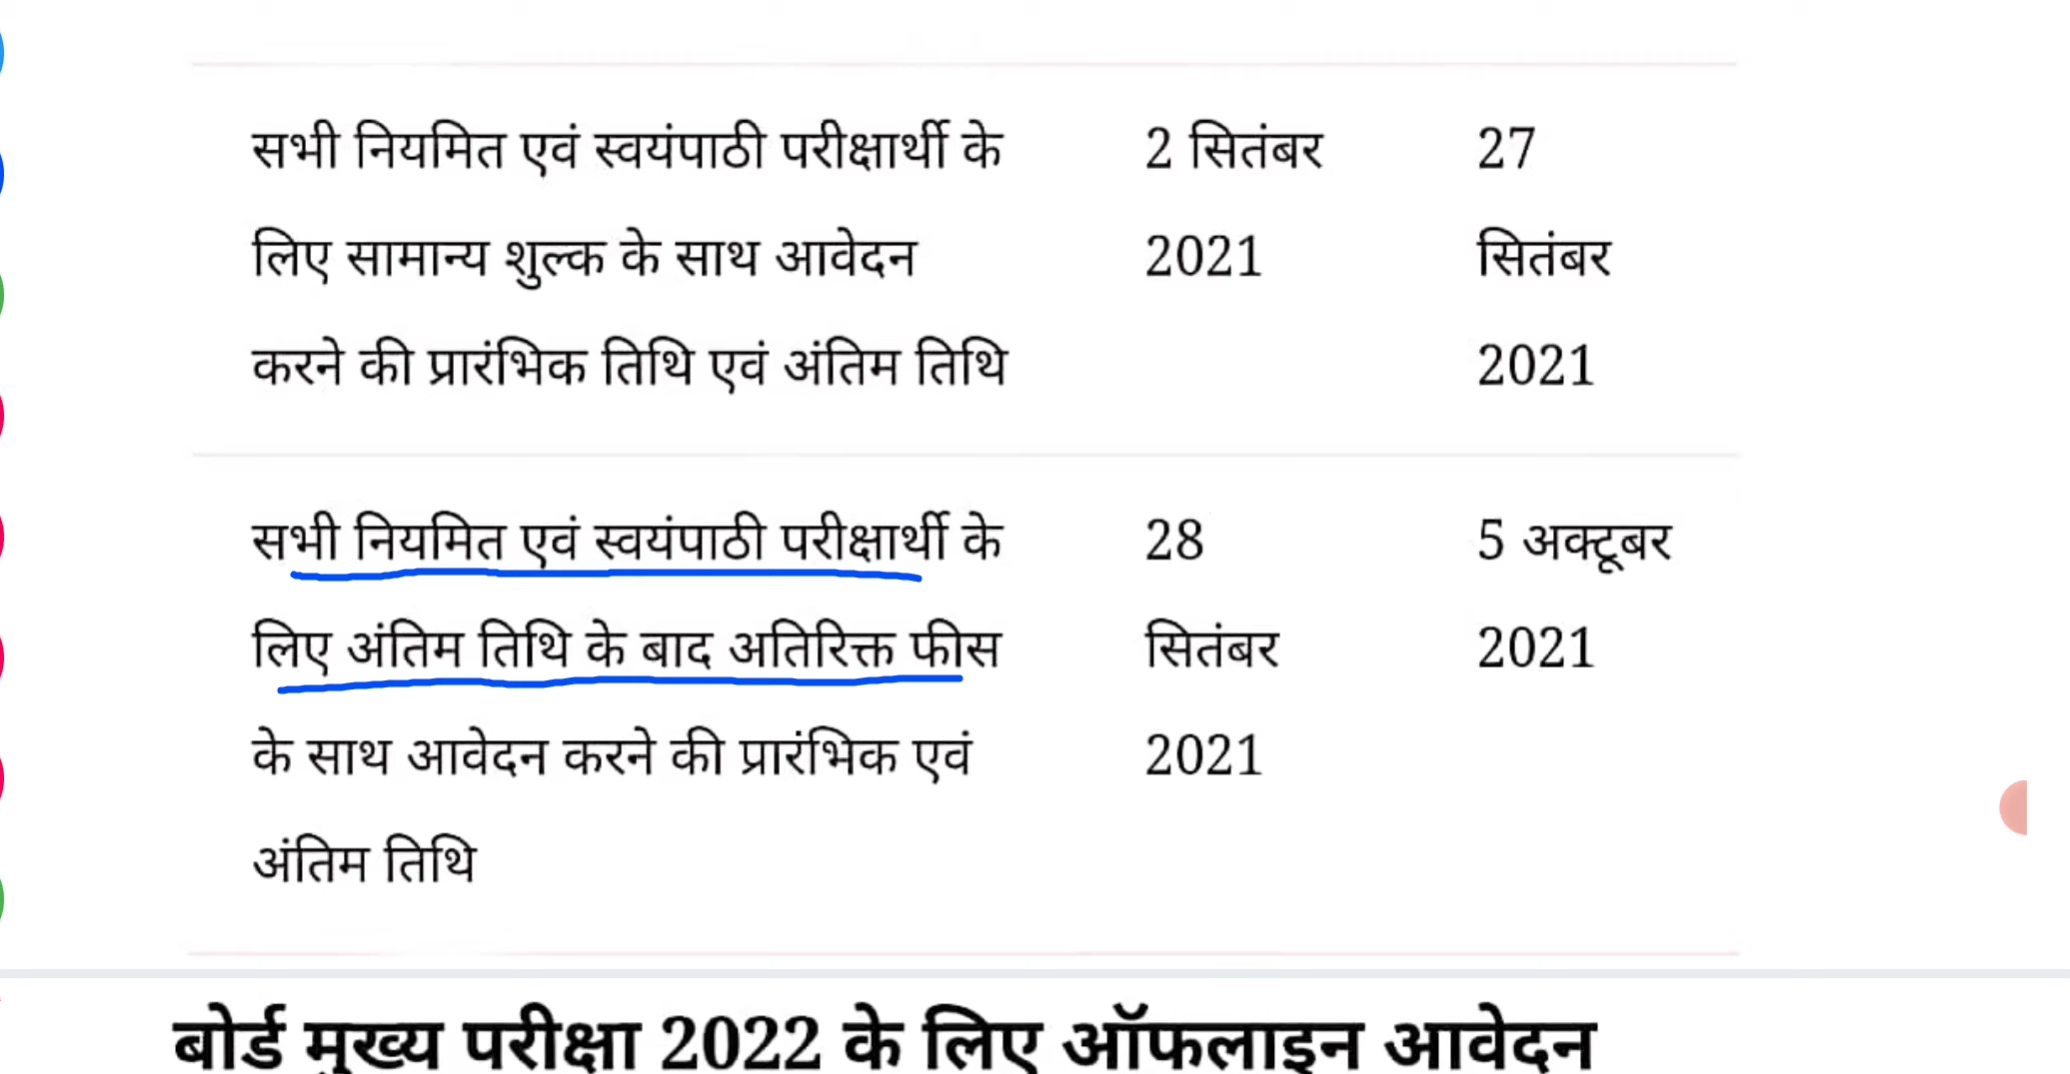 सभी नियमित एवं स्वयंपाठी परीक्षार्थी के 2 सितंबर 27
लिए सामान्य शुल्क के साथ आवेदन 2021 सितंबर
करने की प्रारंभिक तिथि एवं अंतिम तिथि 2021
सभी नियमित एवं स्वयंपाठी परीक्षार्थी के 28 5 अक्टूबर
लिए अंतिम तिथि के बाद अतिरिक्त फीस सितंबर 2021
के साथ आवेदन करने की प्रारंभिक एवं 2021
अंतिम तिथि
बोर्ड मुख्य परीक्षा 2022 के लिए ऑफलाइन आवेदन